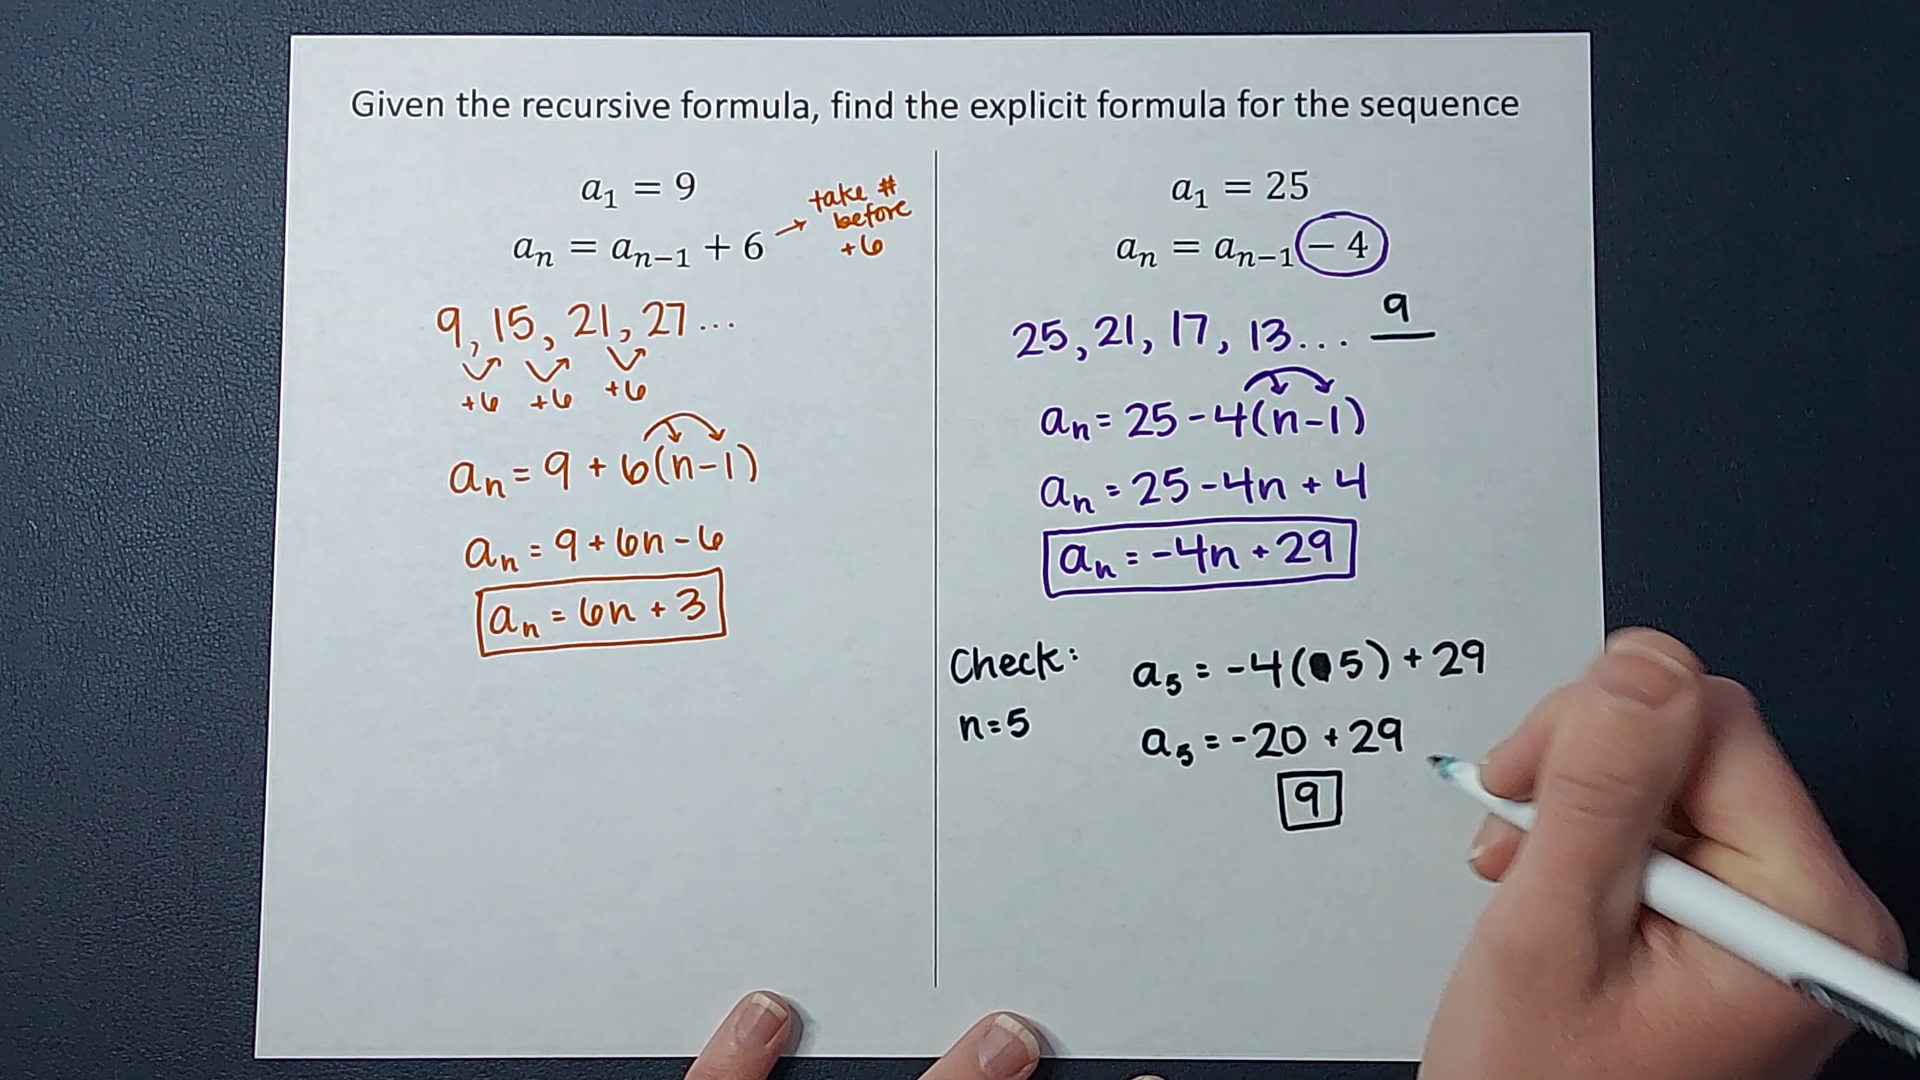 Given the recursive formula, find the explicit formula for the sequence
a₁ = 9
aₙ = aₙ₋₁ + 6 → take # before +6
9, 15, 21, 27...
+6 +6 +6
aₙ = 9 + 6(n-1)
aₙ = 9 + 6n - 6
aₙ = 6n + 3
a₁ = 25
aₙ = aₙ₋₁ - 4
25, 21, 17, 13... 9
aₙ = 25 - 4(n-1)
aₙ = 25 - 4n + 4
aₙ = -4n + 29
Check: a₅ = -4(5) + 29
n=5 a₅ = -20 + 29
9